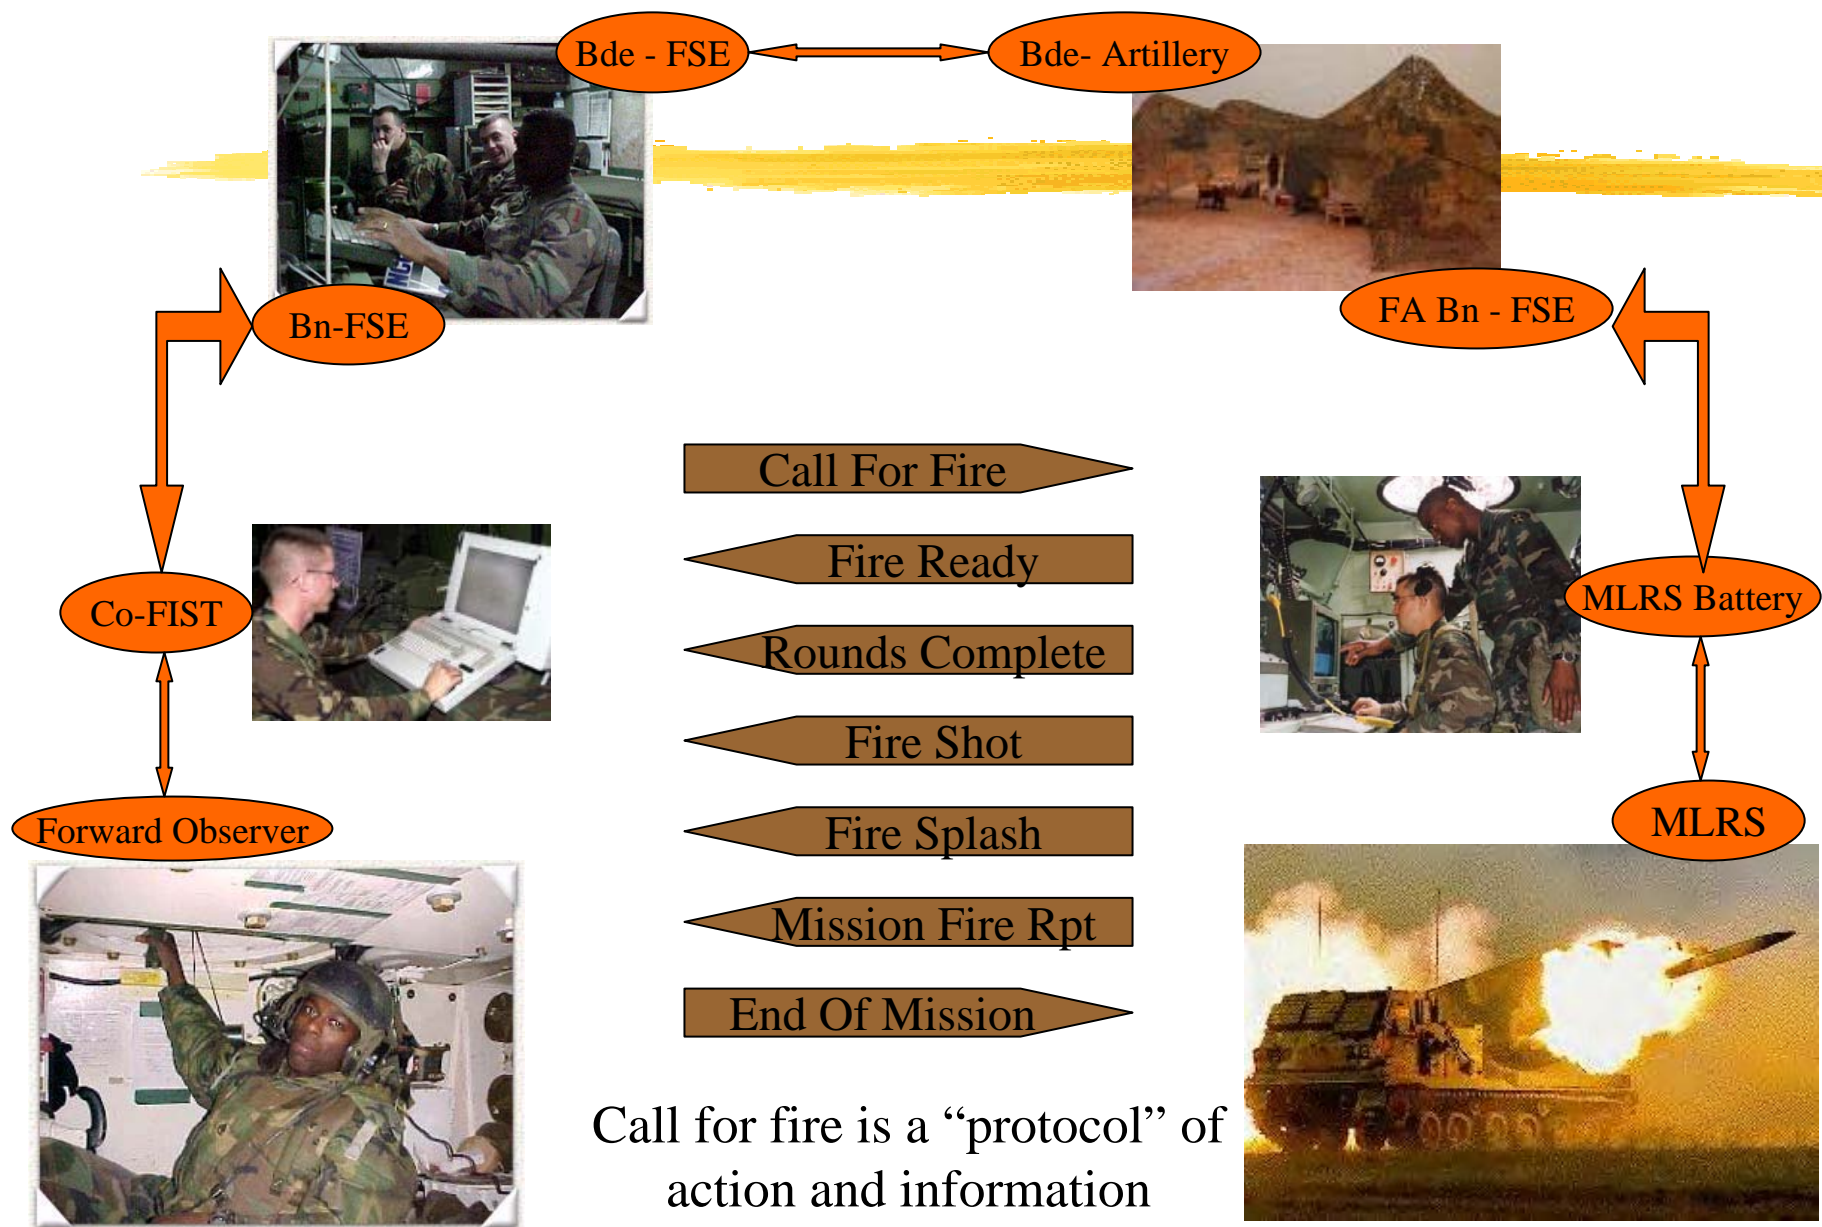 Bde - FSE
Bde- Artillery
Bn-FSE
FA Bn - FSE
Call For Fire
Fire Ready
Rounds Complete
Fire Shot
Fire Splash
Mission Fire Rpt
End Of Mission
Co-FIST
MLRS Battery
Forward Observer
MLRS
Call for fire is a “protocol” of
action and information